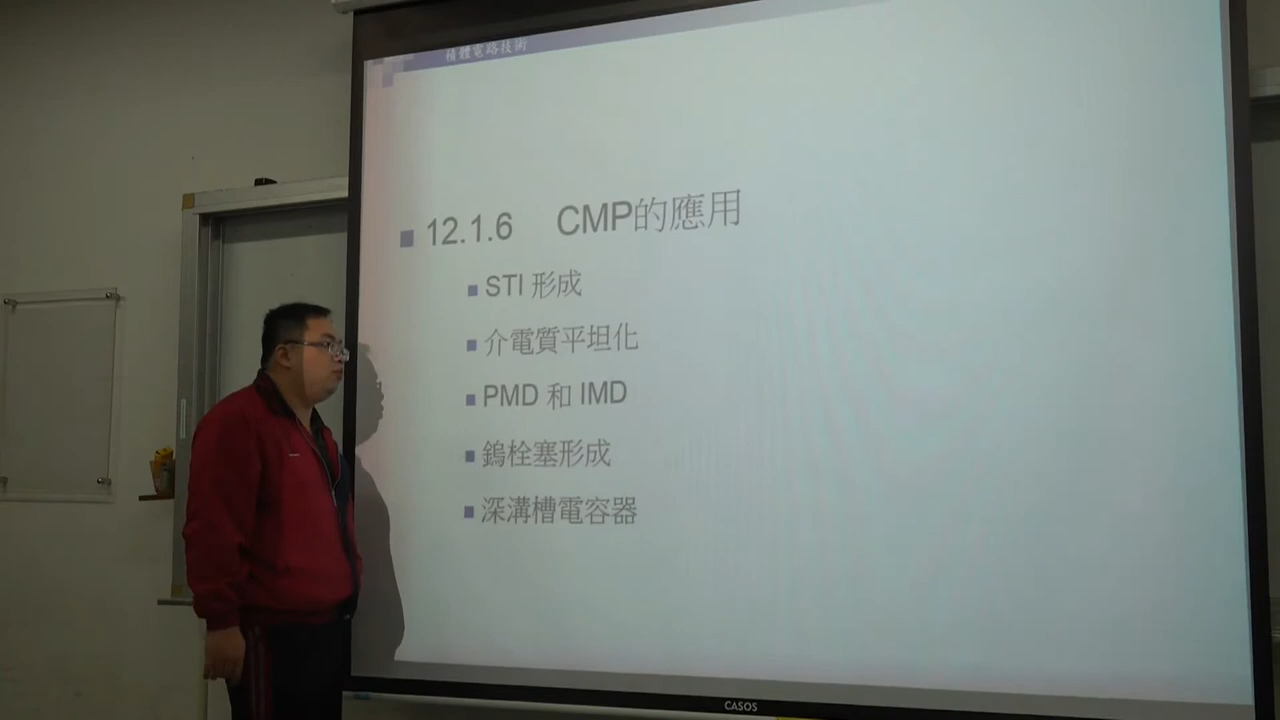 積體電路技術
12.1.6 CMP的應用
STI 形成
介電質平坦化
PMD 和 IMD
鎢栓塞形成
深溝槽電容器
CASOS